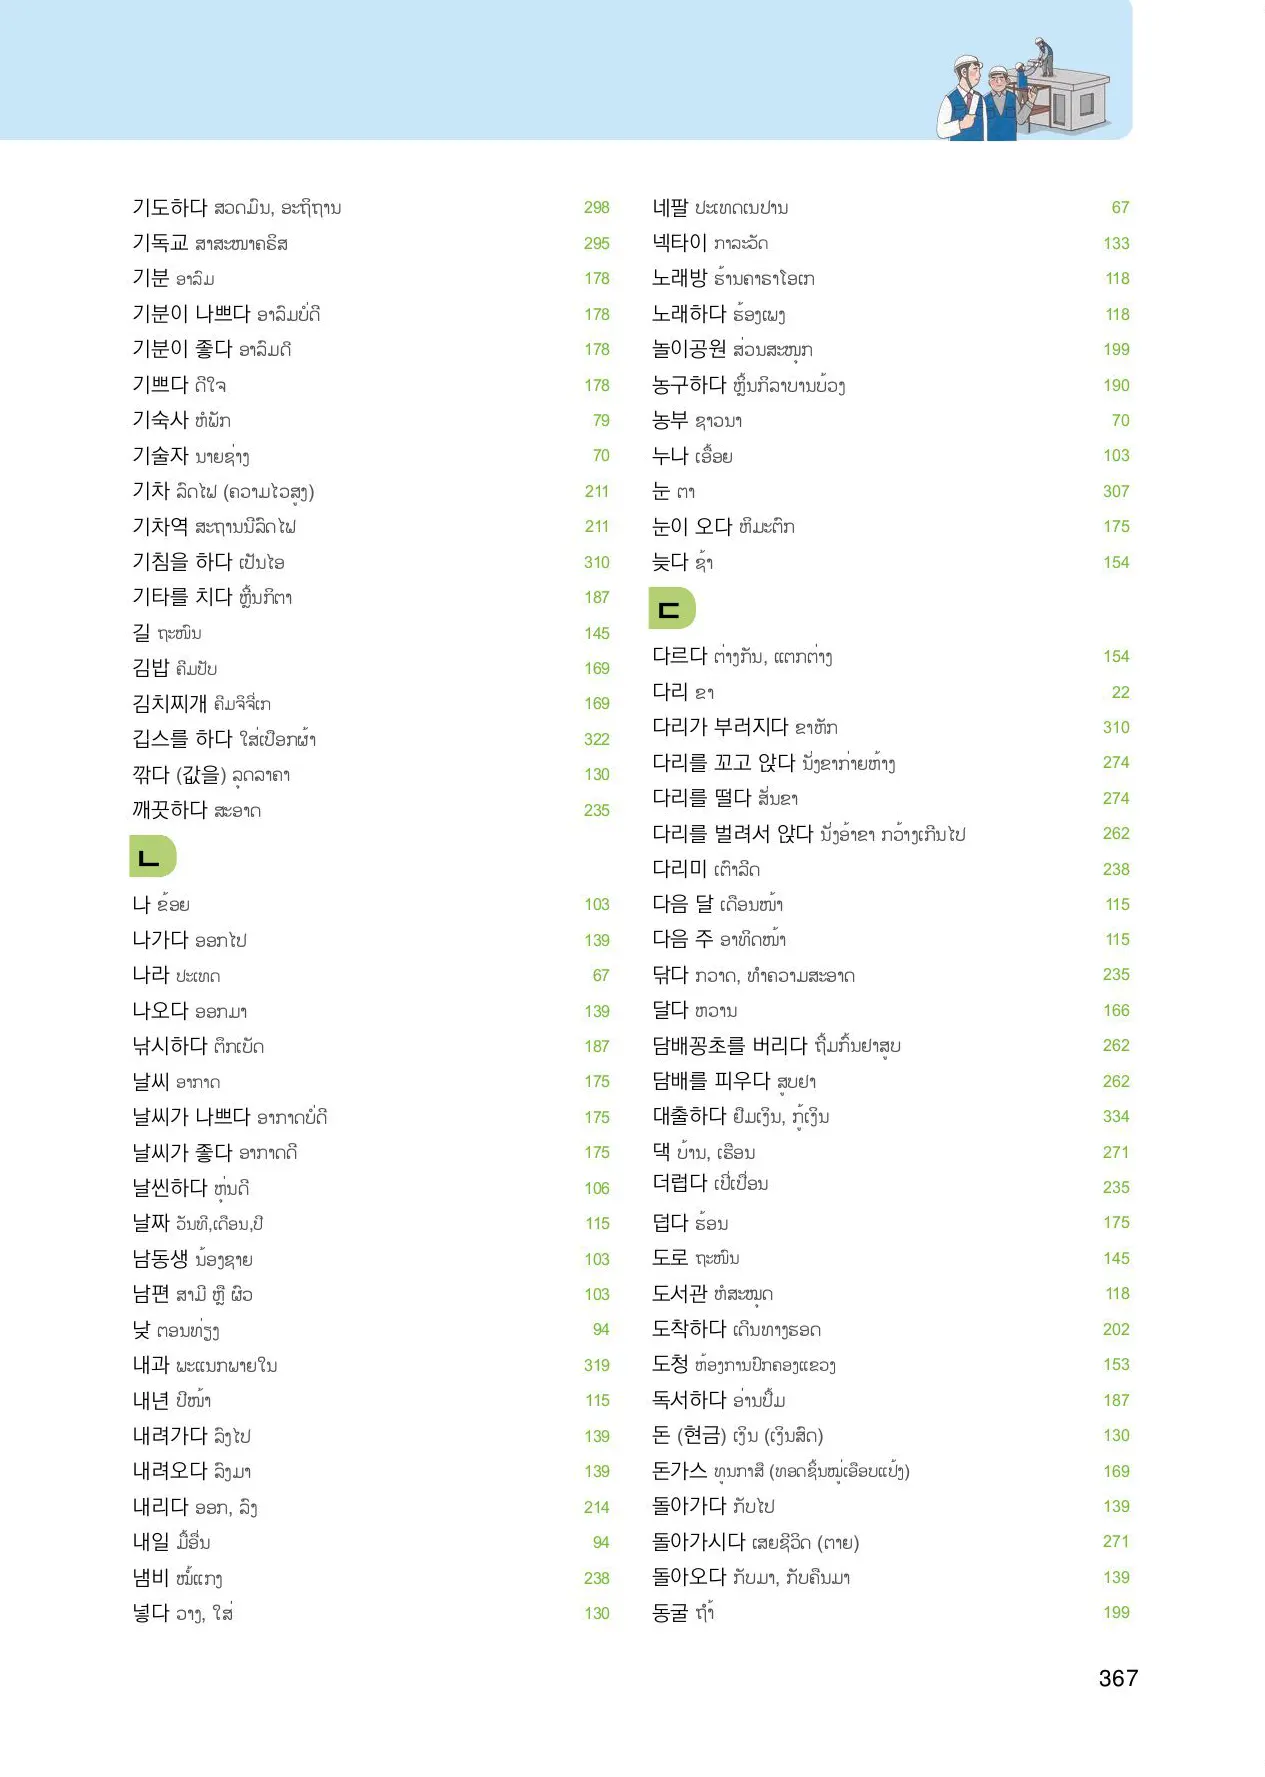 기도하다 ສວດມົນ, ອະຖິຖານ 298
기독교 ສາສະໜາຄຣິສ 295
기분 ອາລົມ 178
기분이 나쁘다 ອາລົມບໍ່ດີ 178
기분이 좋다 ອາລົມດີ 178
기쁘다 ດີໃຈ 178
기숙사 ຫໍພັກ 79
기술자 ນາຍຊ່າງ 70
기차 ລົດໄຟ (ຄວາມໄວສູງ) 211
기차역 ສະຖານນີລົດໄຟ 211
기침을 하다 ເປັນໄອ 310
기타를 치다 ຫຼິ້ນກິຕາ 187
길 ຖະໜົນ 145
김밥 ຄິມປັບ 169
김치찌개 ຄິມຈິຈີ່ເກ 169
깁스를 하다 ໃສ່ເປືອກຜ້າ 322
깎다 (값을) ລຸດລາຄາ 130
깨끗하다 ສະອາດ 235
ㄴ
나 ຂ້ອຍ 103
나가다 ອອກໄປ 139
나라 ປະເທດ 67
나오다 ອອກມາ 139
낚시하다 ຕຶກເບັດ 187
날씨 ອາກາດ 175
날씨가 나쁘다 ອາກາດບໍ່ດີ 175
날씨가 좋다 ອາກາດດີ 175
날씬하다 ຫຸ່ນດີ 106
날짜 ວັນທີ,ເດືອນ,ປີ 115
남동생 ນ້ອງຊາຍ 103
남편 ສາມີ ຫຼື ຜົວ 103
낮 ຕອນທ່ຽງ 94
내과 ພະແນກພາຍໃນ 319
내년 ປີໜ້າ 115
내려가다 ລົງໄປ 139
내려오다 ລົງມາ 139
내리다 ອອກ, ລົງ 214
내일 ມື້ອື່ນ 94
냄비 ໝໍ້ແກງ 238
넣다 ວາງ, ໃສ່ 130
네팔 ປະເທດເນປານ 67
넥타이 ກາລະວັດ 133
노래방 ຮ້ານຄາຣາໂອເກ 118
노래하다 ຮ້ອງເພງ 118
놀이공원 ສ່ວນສະໜຸກ 199
농구하다 ຫຼິ້ນກິລາບານບ້ວງ 190
농부 ຊາວນາ 70
누나 ເອື້ອຍ 103
눈 ຕາ 307
눈이 오다 ຫິມະຕົກ 175
늦다 ຊ້າ 154
ㄷ
다르다 ຕ່າງກັນ, ແຕກຕ່າງ 154
다리 ຂາ 22
다리가 부러지다 ຂາຫັກ 310
다리를 꼬고 앉다 ນັ່ງຂາກ່າຍຫ້າງ 274
다리를 떨다 ສັ່ນຂາ 274
다리를 벌려서 앉다 ນັ່ງອ້າຂາ ກວ້າງເກີນໄປ 262
다리미 ເຕົາລີດ 238
다음 달 ເດືອນໜ້າ 115
다음 주 ອາທິດໜ້າ 115
닦다 ກວາດ, ທຳຄວາມສະອາດ 235
달다 ຫວານ 166
담배꽁초를 버리다 ຖິ້ມກົ້ນຢາສູບ 262
담배를 피우다 ສູບຢາ 262
대출하다 ຢືມເງິນ, ກູ້ເງິນ 334
댁 ບ້ານ, ເຮືອນ 271
더럽다 ເປິເປື່ອນ 235
덥다 ຮ້ອນ 175
도로 ຖະໜົນ 145
도서관 ຫໍສະໝຸດ 118
도착하다 ເດີນທາງຮອດ 202
도청 ຫ້ອງການປົກຄອງແຂວງ 153
독서하다 ອ່ານປຶ້ມ 187
돈 (현금) ເງິນ (ເງິນສົດ) 130
돈가스 ທຸນກາສຶ (ທອດຊີ້ນໝູ່ເອືອບແປ້ງ) 169
돌아가다 ກັບໄປ 139
돌아가시다 ເສຍຊີວິດ (ຕາຍ) 271
돌아오다 ກັບມາ, ກັບຄືນມາ 139
동굴 ຖ້ຳ 199
367